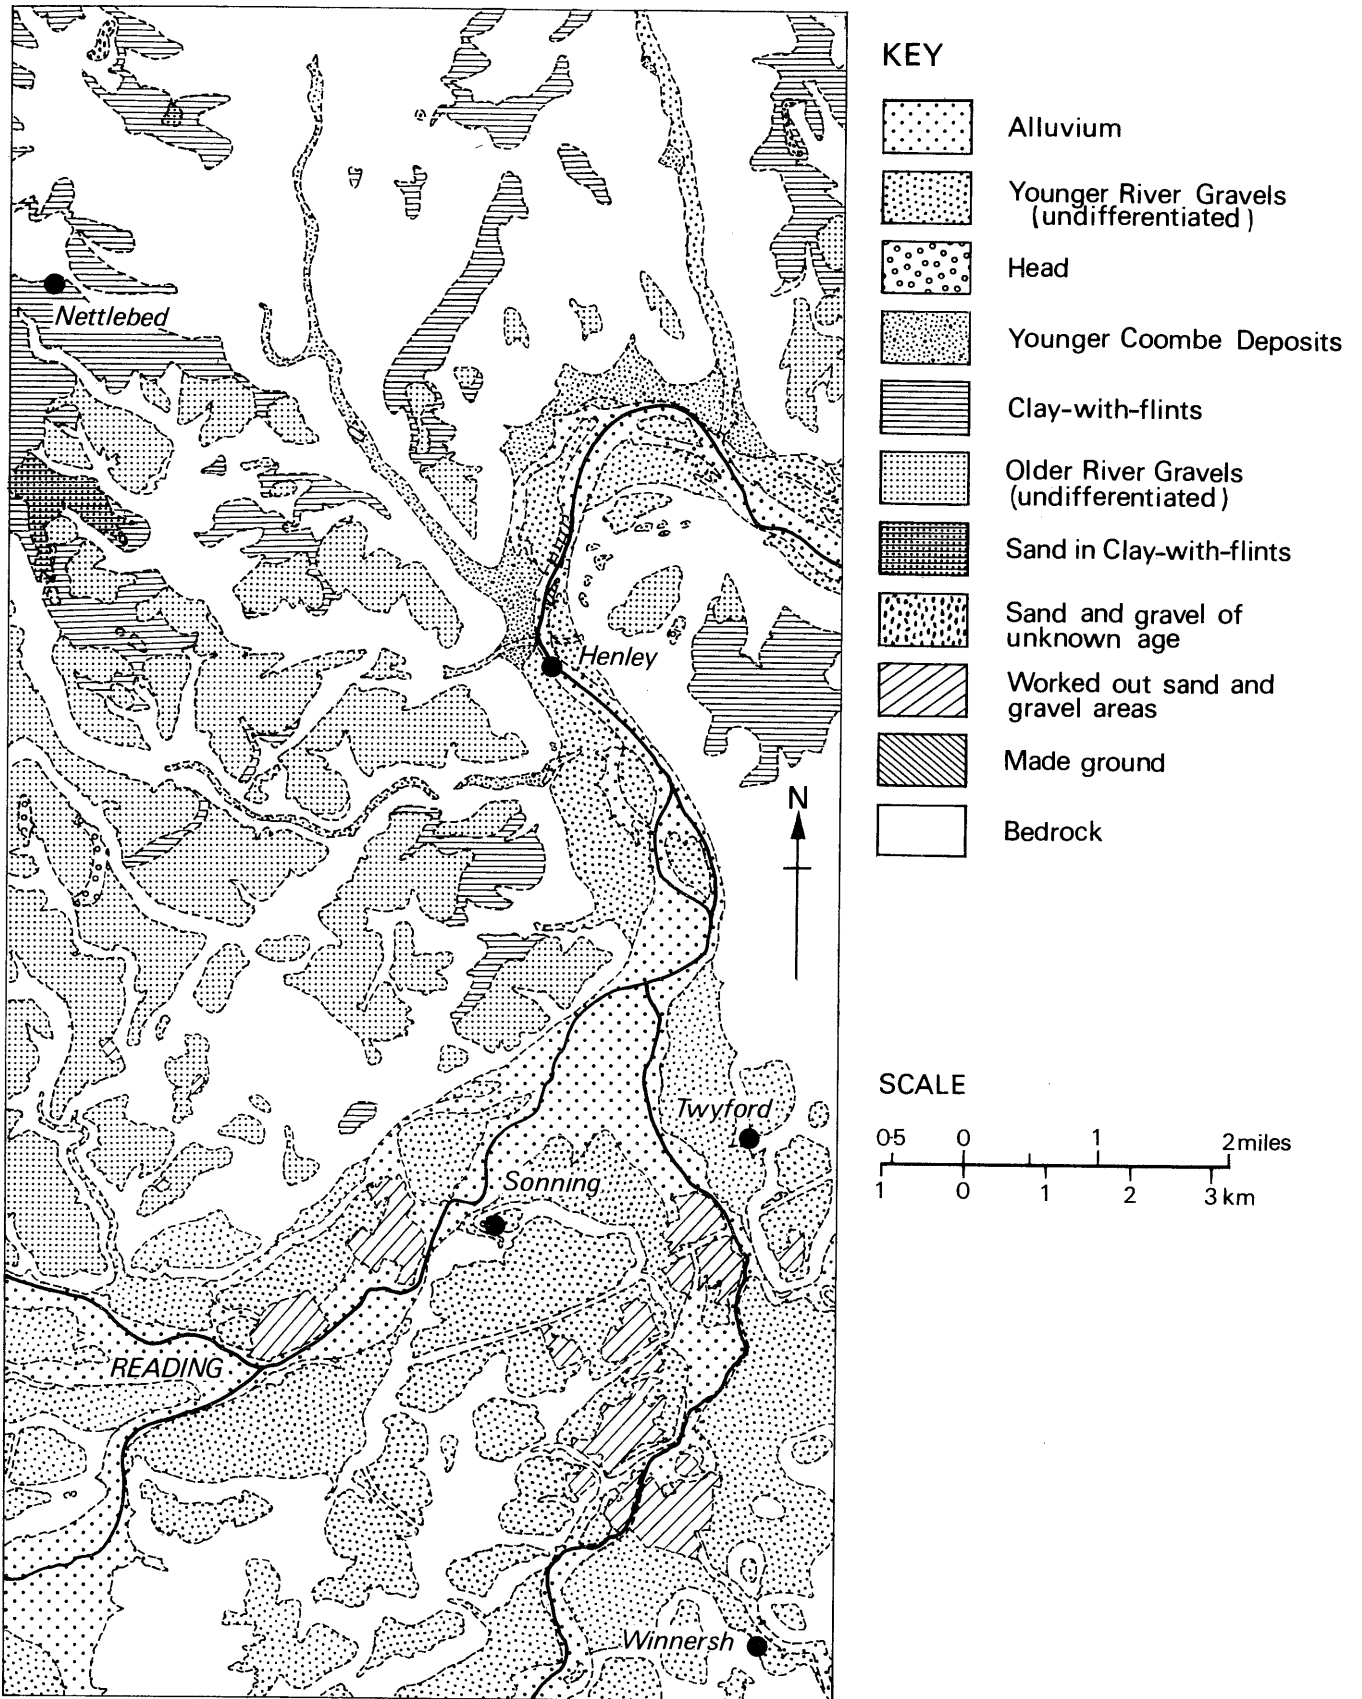 KEY
Alluvium
Younger River Gravels
(undifferentiated)
Head
Younger Coombe Deposits
Clay-with-flints
Older River Gravels
(undifferentiated)
Sand in Clay-with-flints
Sand and gravel of
unknown age
Worked out sand and
gravel areas
Made ground
Bedrock
Nettlebed
Henley
N
Twyford
Sonning
READING
Winnersh
SCALE
0·5 0 1 2 miles
1 0 1 2 3 km